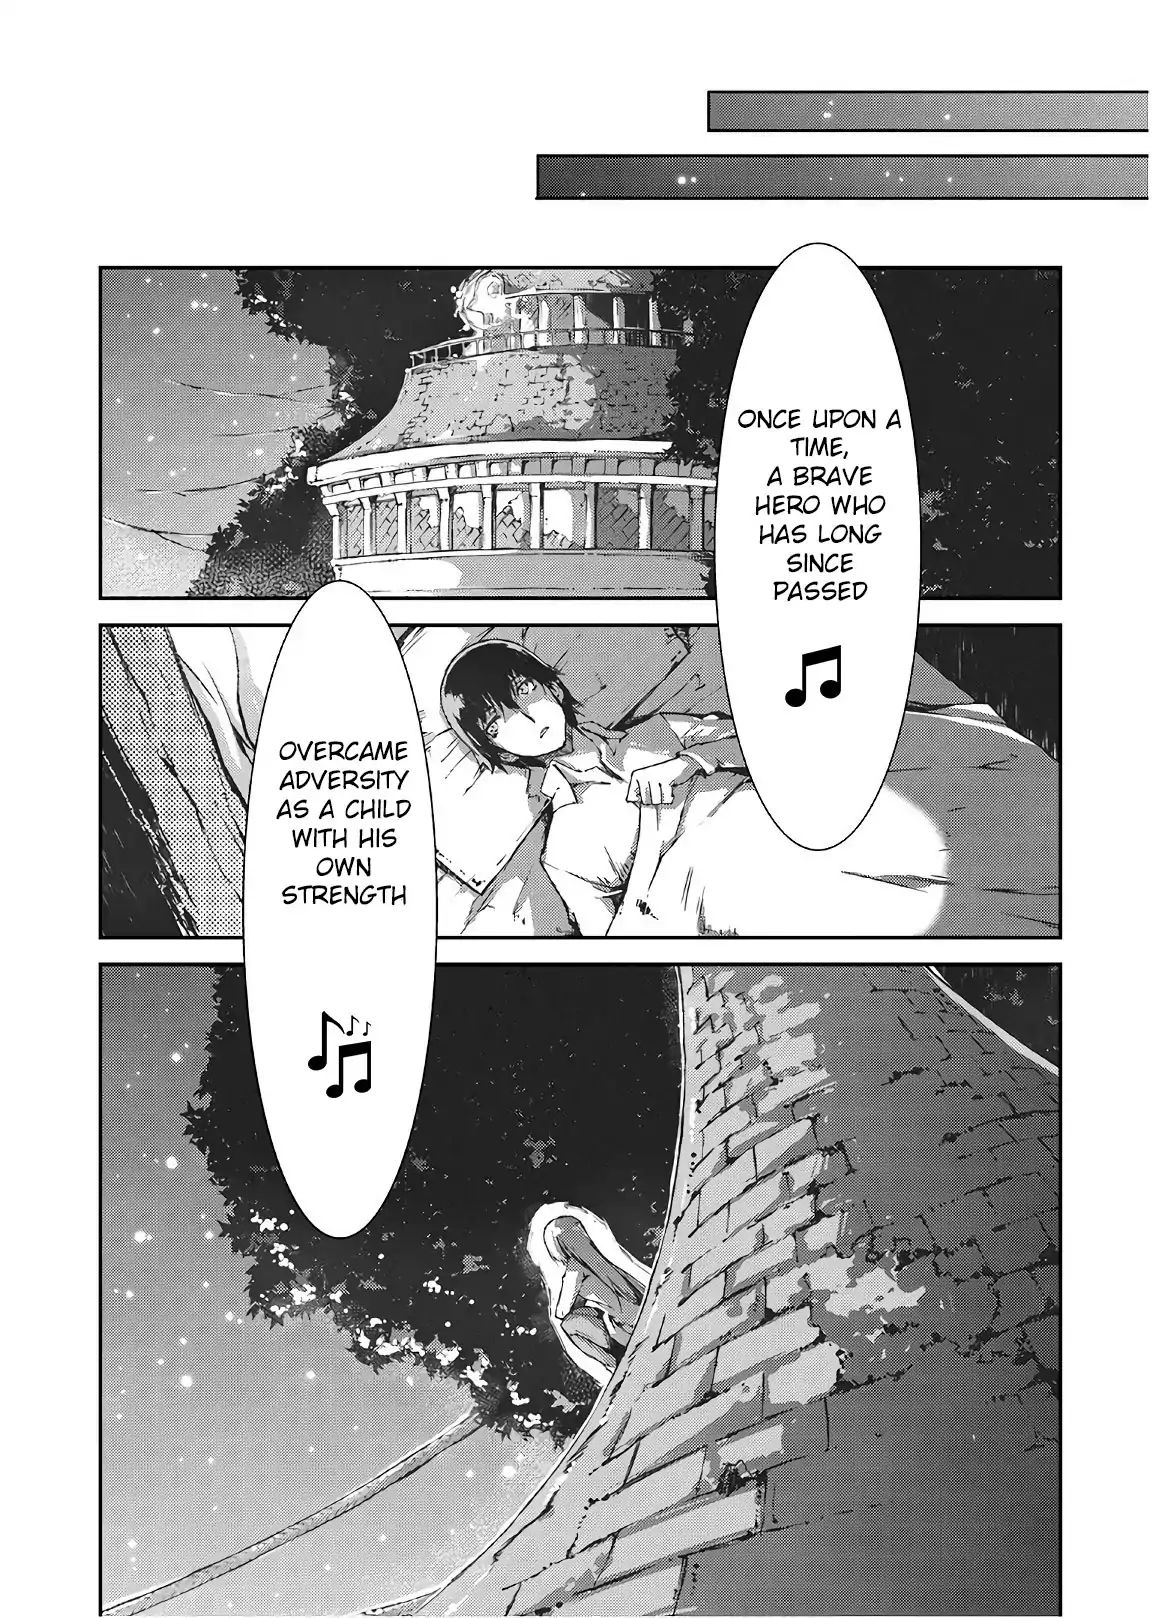 ONCE UPON A
TIME,
A BRAVE
HERO WHO
HAS LONG
SINCE
PASSED
OVERCAME
ADVERSITY
AS A CHILD
WITH HIS
OWN
STRENGTH